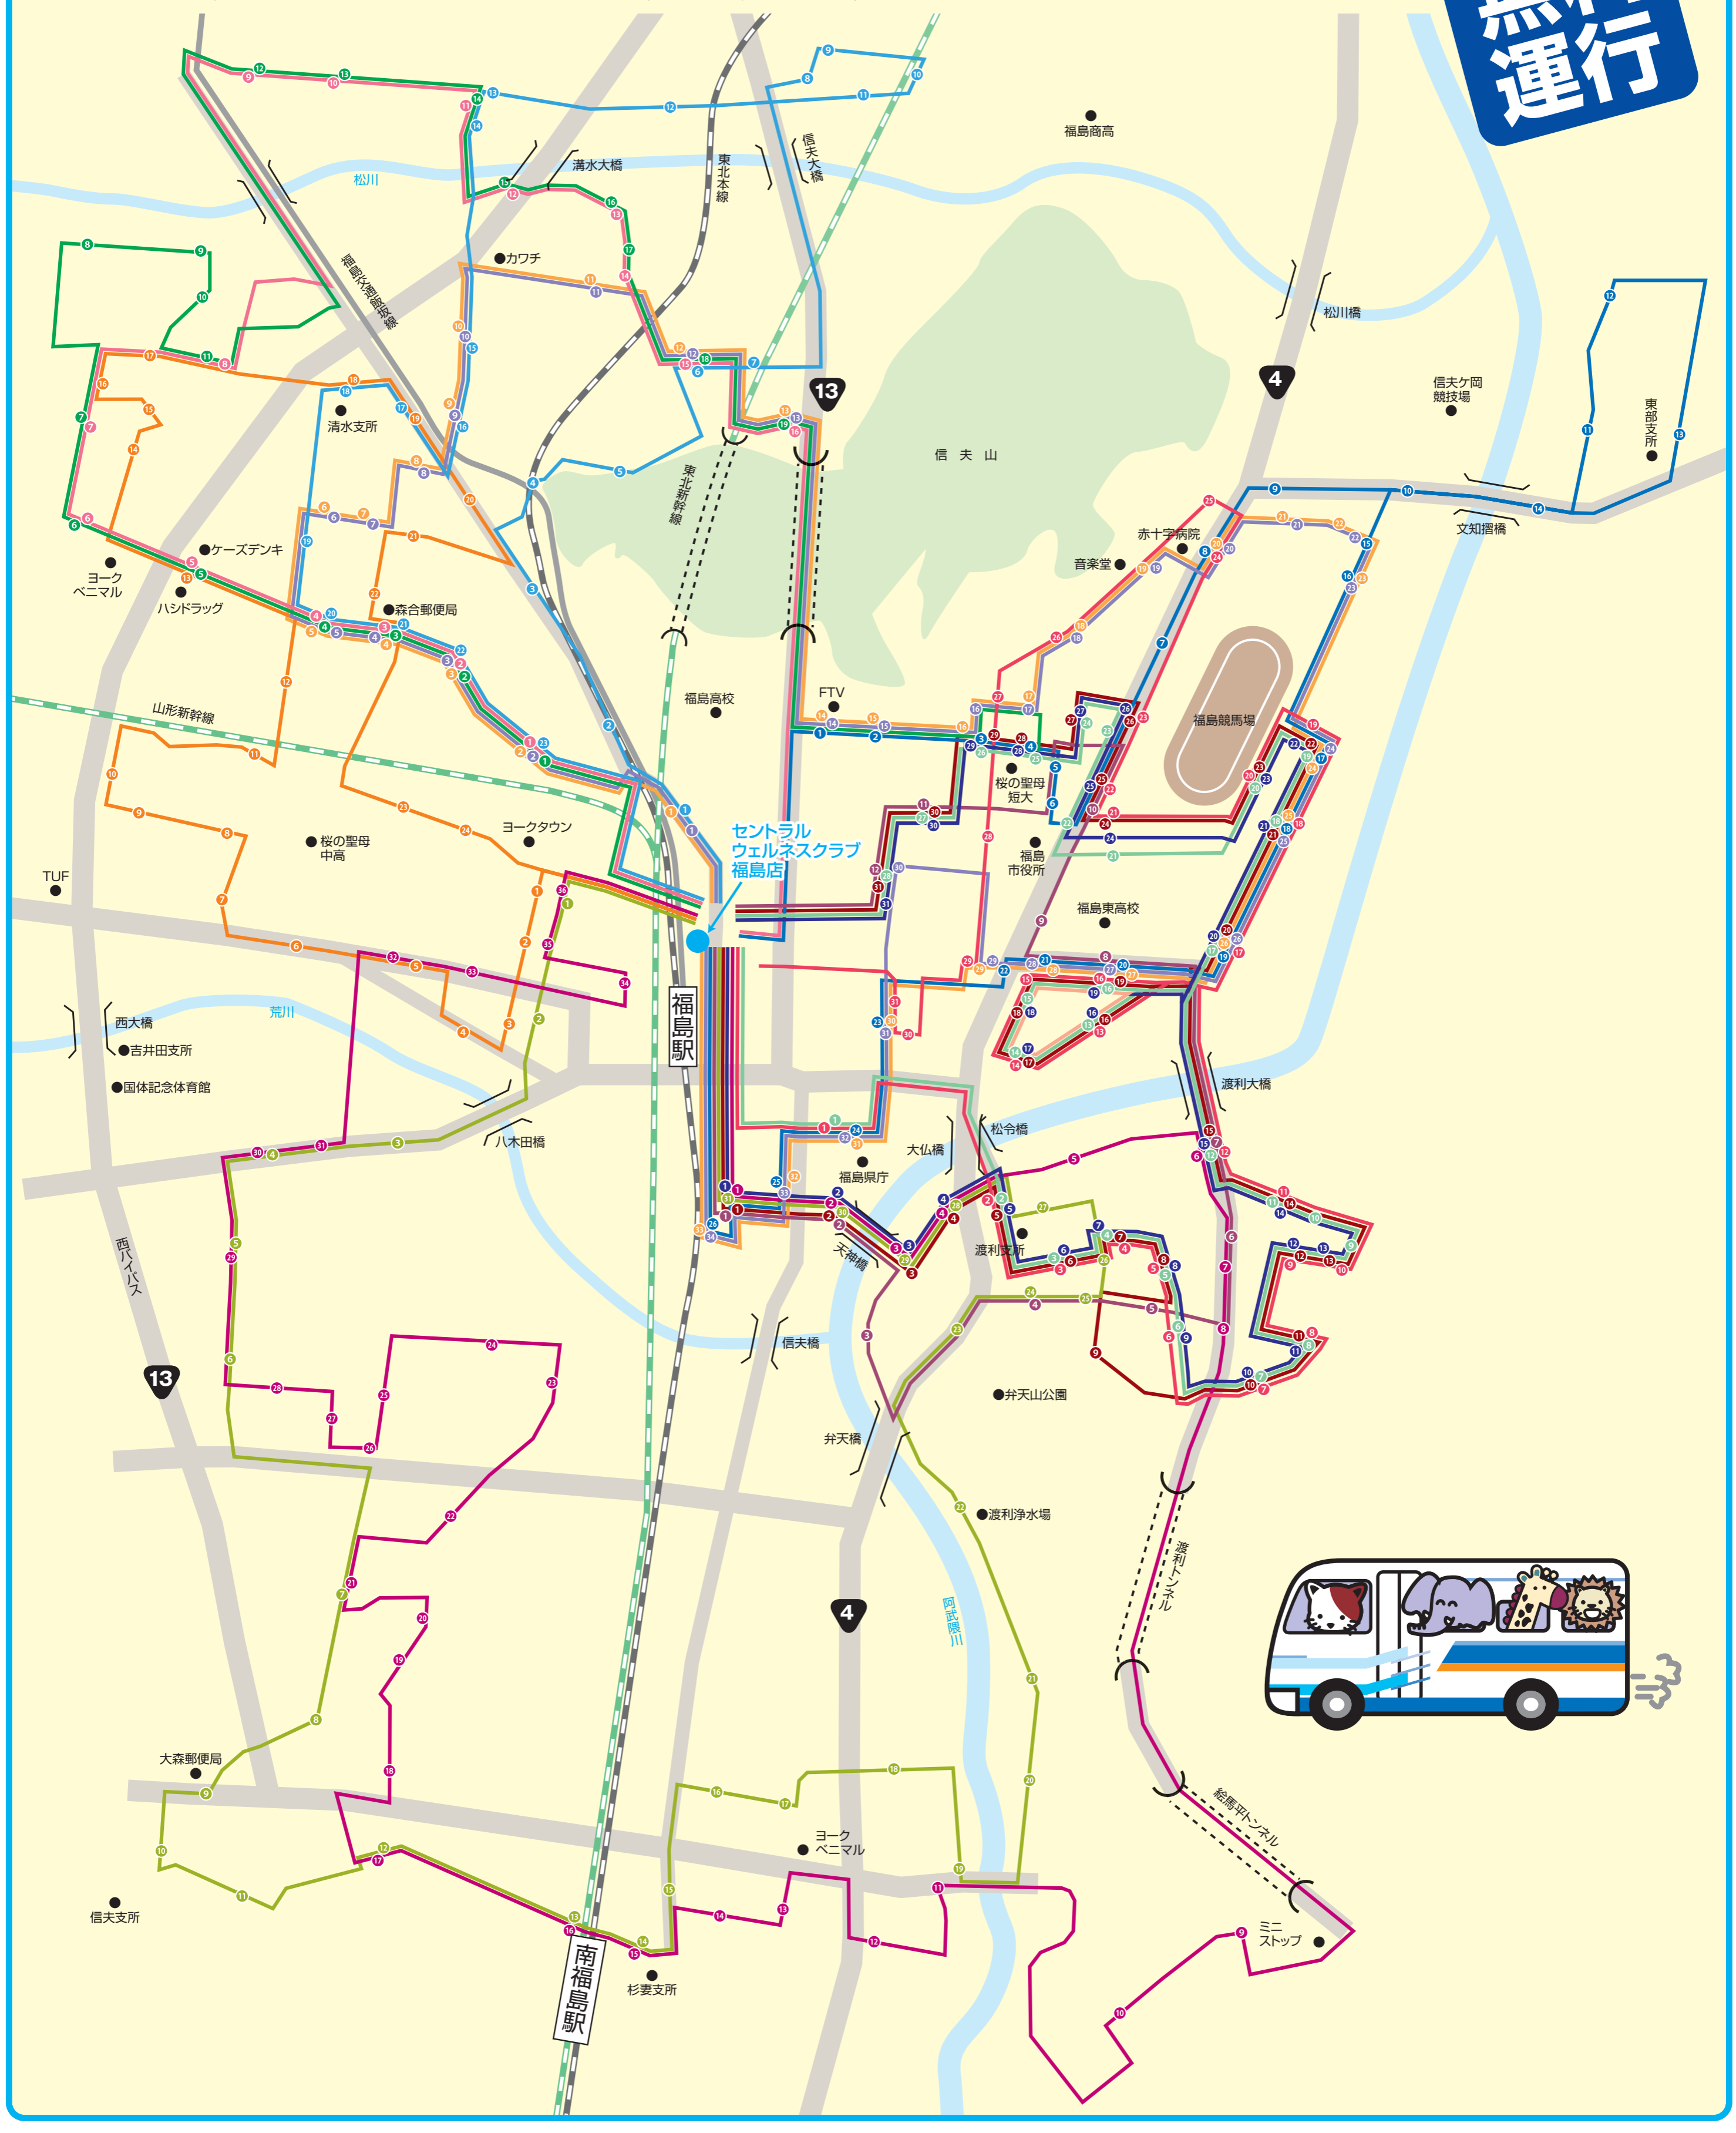 運行
福島商高
松川
溝水大橋
東北本線
信夫大橋
カワチ
福島交通飯坂線
松川橋
13
4
信夫ケ岡
競技場
東部支所
清水支所
信夫山
東北新幹線
文知摺橋
赤十字病院
音楽堂
ケーズデンキ
ヨーク
ベニマル
ハシドラッグ
森合郵便局
山形新幹線
福島高校
FTV
福島競馬場
桜の聖母
短大
セントラル
ウェルネスクラブ
福島店
ヨークタウン
桜の聖母
中高
福島
市役所
TUF
福島東高校
荒川
西大橋
吉井田支所
国体記念体育館
福島駅
八木田橋
渡利大橋
松令橋
大仏橋
福島県庁
渡利支所
天神橋
西バイパス
信夫橋
13
弁天山公園
弁天橋
渡利浄水場
渡利トンネル
4
阿武隈川
大森郵便局
絵馬平トンネル
ヨーク
ベニマル
信夫支所
ミニ
ストップ
南福島駅
杉妻支所